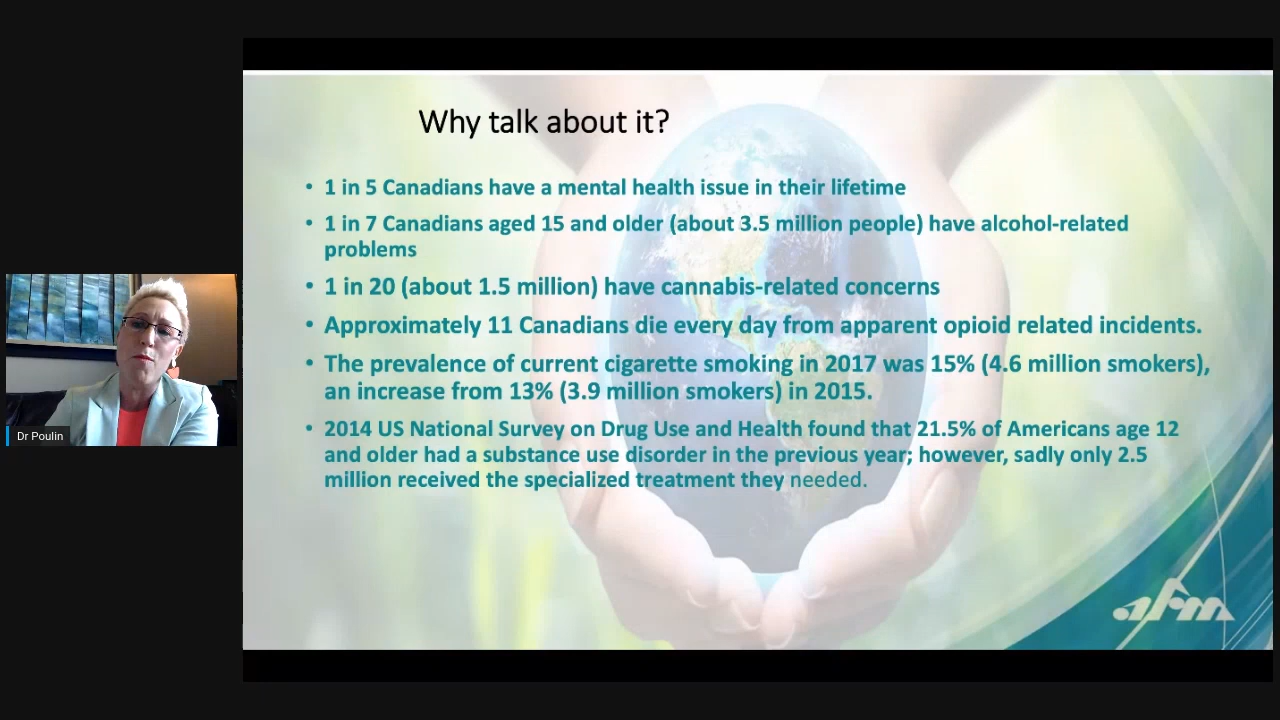 Why talk about it?
• 1 in 5 Canadians have a mental health issue in their lifetime
• 1 in 7 Canadians aged 15 and older (about 3.5 million people) have alcohol-related
problems
• 1 in 20 (about 1.5 million) have cannabis-related concerns
• Approximately 11 Canadians die every day from apparent opioid related incidents.
• The prevalence of current cigarette smoking in 2017 was 15% (4.6 million smokers),
an increase from 13% (3.9 million smokers) in 2015.
• 2014 US National Survey on Drug Use and Health found that 21.5% of Americans age 12
and older had a substance use disorder in the previous year; however, sadly only 2.5
million received the specialized treatment they needed.
Dr Poulin
afm